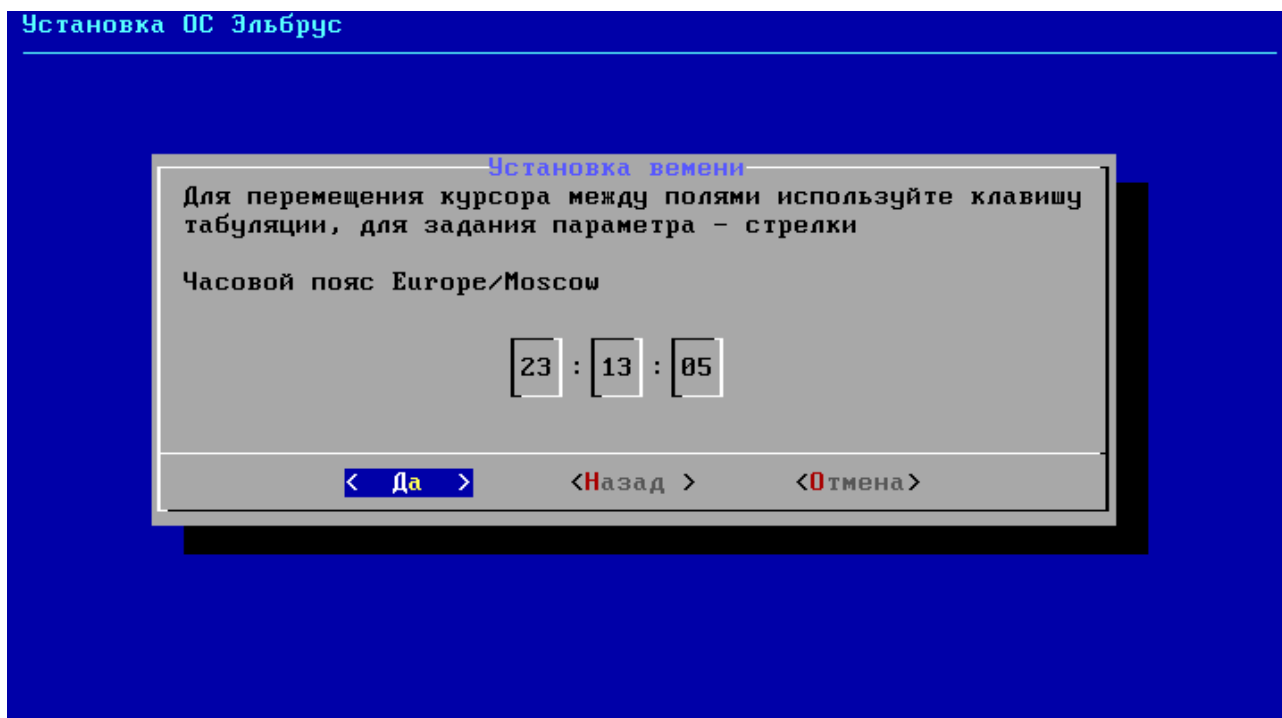 Установка ОС Эльбрус
Установка вемени
Для перемещения курсора между полями используйте клавишу
табуляции, для задания параметра - стрелки
Часовой пояс Europe/Moscow
23 : 13 : 05
< Да > <Назад > <Отмена>